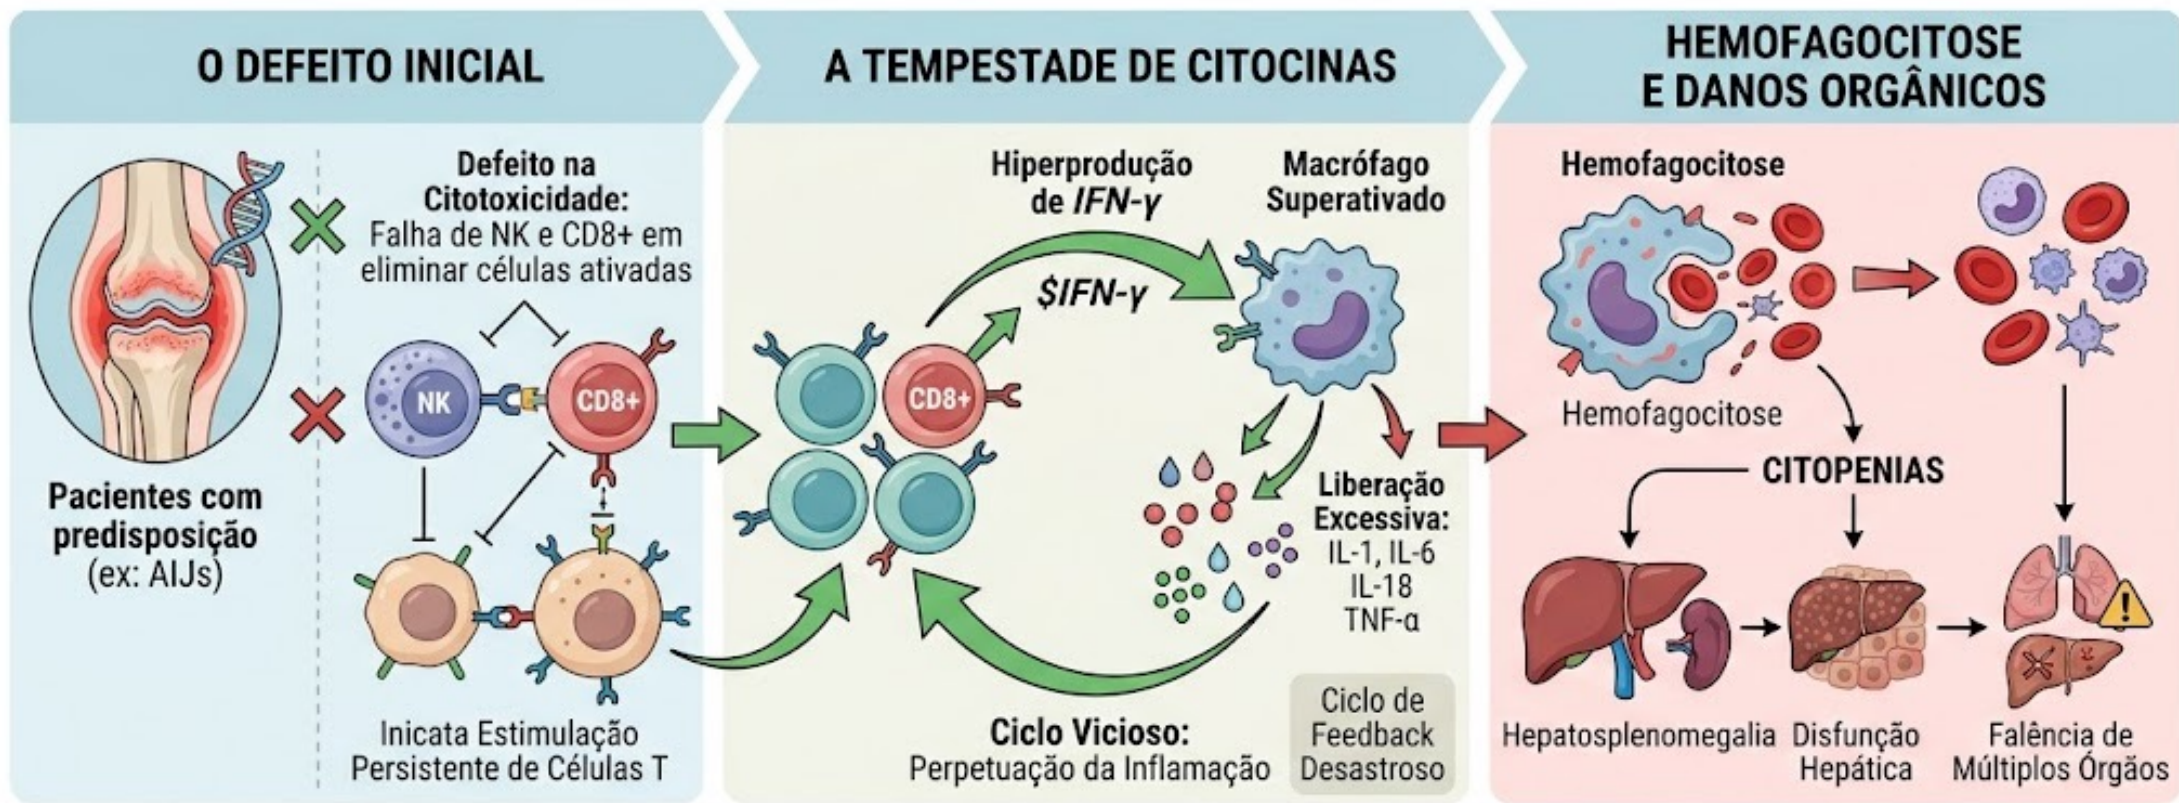 O DEFEITO INICIAL
Defeito na
Citotoxicidade:
Falha de NK e CD8+ em
eliminar células ativadas
NK
CD8+
Pacientes com
predisposição
(ex: AIJs)
Inicata Estimulação
Persistente de Células T
A TEMPESTADE DE CITOCINAS
Hiperprodução
de IFN-γ
$IFN-γ
Macrófago
Superativado
CD8+
Liberação
Excessiva:
IL-1, IL-6
IL-18
TNF-α
Ciclo Vicioso:
Perpetuação da Inflamação
Ciclo de
Feedback
Desastroso
HEMOFAGOCITOSE
E DANOS ORGÂNICOS
Hemofagocitose
Hemofagocitose
CITOPENIAS
Hepatosplenomegalia
Disfunção
Hepática
Falência de
Múltiplos Órgãos